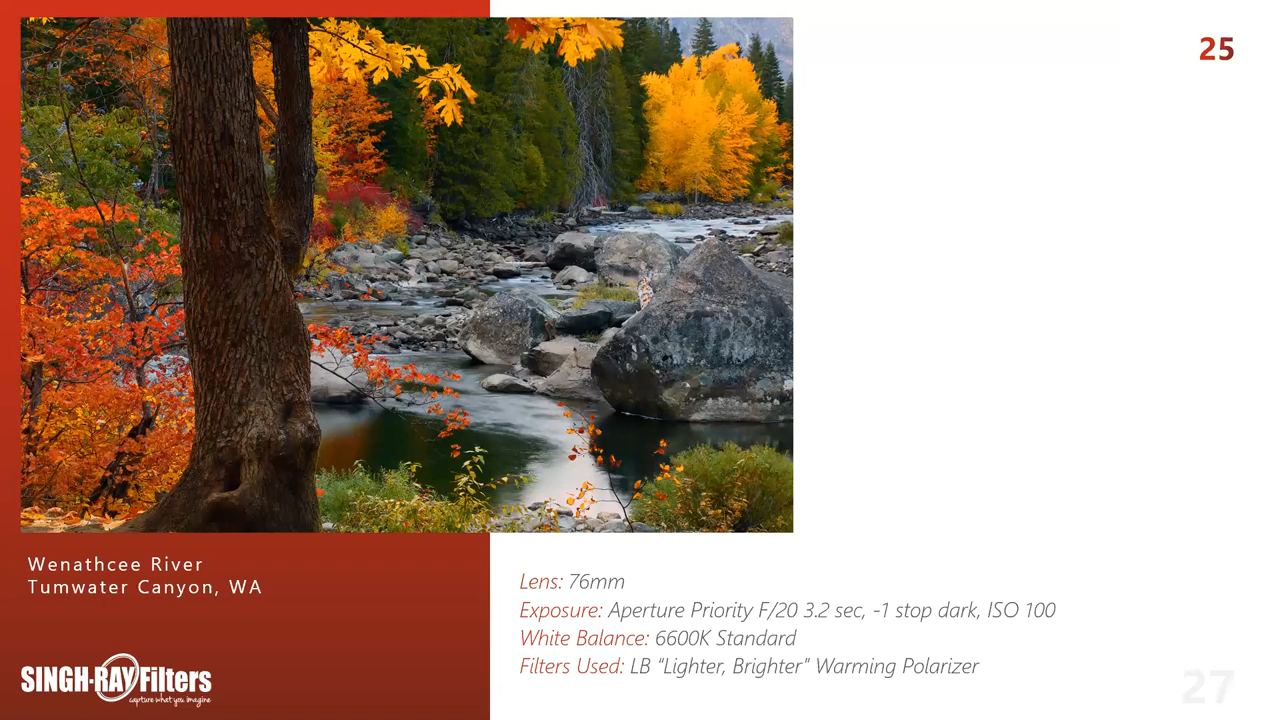 25
Wenathcee River
Tumwater Canyon, WA
Lens: 76mm
Exposure: Aperture Priority F/20 3.2 sec, -1 stop dark, ISO 100
White Balance: 6600K Standard
Filters Used: LB "Lighter, Brighter" Warming Polarizer
SINGH-RAY Filters
capture what you imagine
27